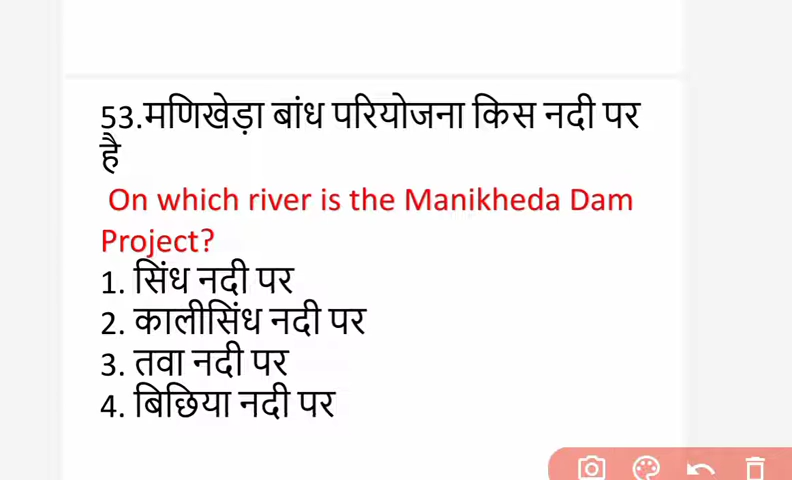 53.मणिखेड़ा बांध परियोजना किस नदी पर
है
On which river is the Manikheda Dam
Project?
1. सिंध नदी पर
2. कालीसिंध नदी पर
3. तवा नदी पर
4. बिछिया नदी पर